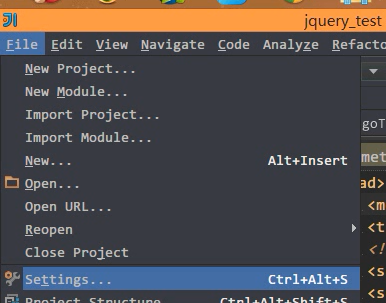 jquery_test
File Edit View Navigate Code Analyze Refacto
New Project...
New Module...
Import Project...
Import Module...
New... Alt+Insert
Open...
Open URL...
Reopen
Close Project
Settings... Ctrl+Alt+S
Project Structure Ctrl+Alt+Shift+S
goT
met
ad>
<m
<t
<!
<s
<s